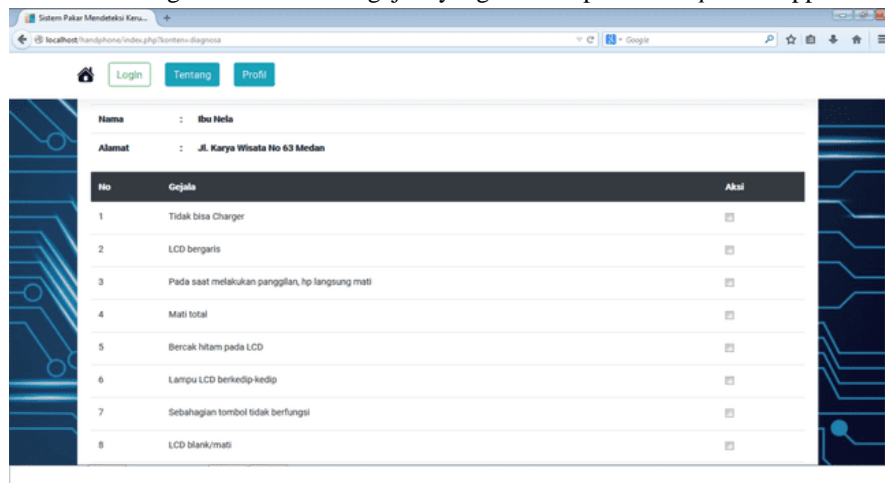 Sistem Pakar Mendeteksi Keru...
localhost/handphone/index.php?konten=diagnosa
Google
Login Tentang Profil
Nama : Ibu Nela
Alamat : Jl. Karya Wisata No 63 Medan
No Gejala Aksi
1 Tidak bisa Charger
2 LCD bergaris
3 Pada saat melakukan panggilan, hp langsung mati
4 Mati total
5 Bercak hitam pada LCD
6 Lampu LCD berkedip-kedip
7 Sebahagian tombol tidak berfungsi
8 LCD blank/mati